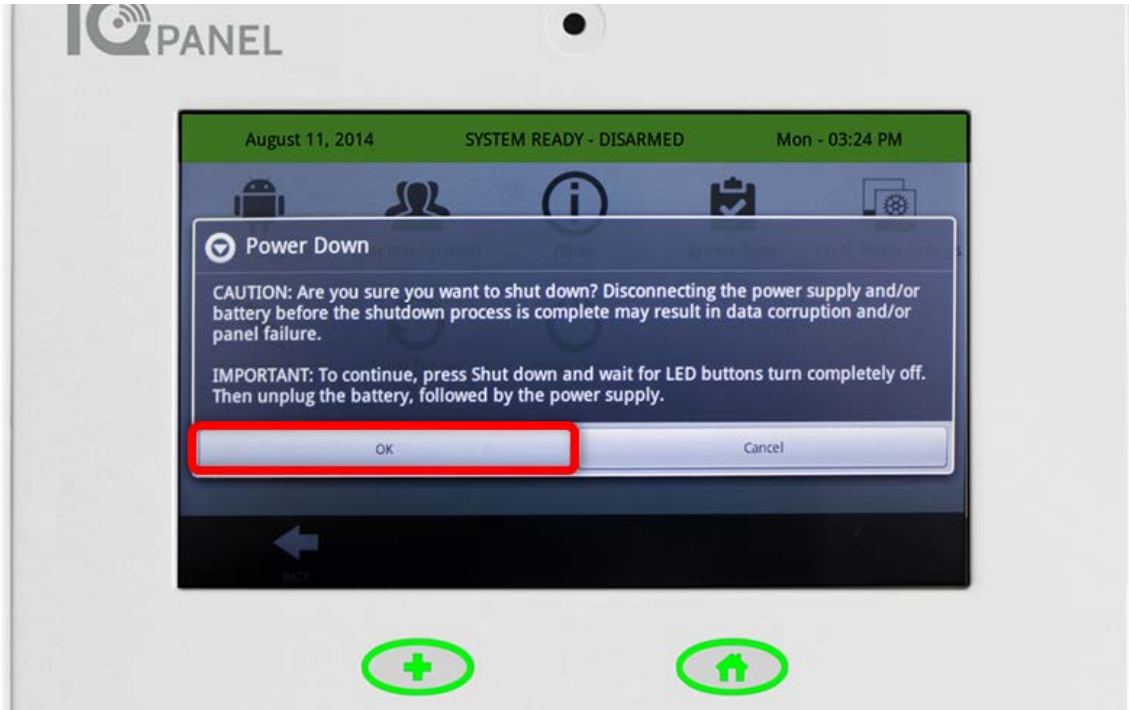 IQ PANEL
August 11, 2014 SYSTEM READY - DISARMED Mon - 03:24 PM
Power Down
CAUTION: Are you sure you want to shut down? Disconnecting the power supply and/or
battery before the shutdown process is complete may result in data corruption and/or
panel failure.
IMPORTANT: To continue, press Shut down and wait for LED buttons turn completely off.
Then unplug the battery, followed by the power supply.
OK Cancel
BACK